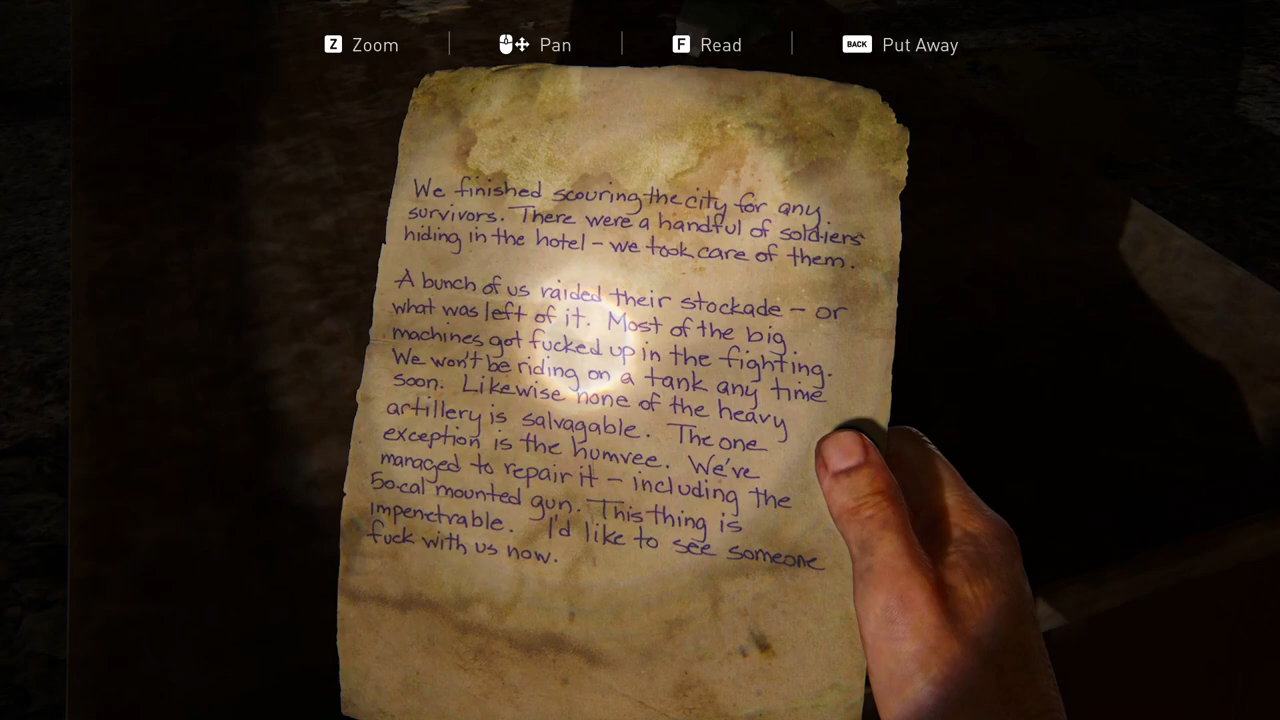 Z Zoom
Pan
F Read
BACK Put Away
We finished scouring the city for any
survivors. There were a handful of soldiers
hiding in the hotel - we took care of them.
A bunch of us raided their stockade - or
what was left of it. Most of the big
machines got fucked up in the fighting.
We won't be riding on a tank any time
soon. Likewise none of the heavy
artillery is salvagable. The one
exception is the humvee. We've
managed to repair it - including the
50.cal mounted gun. This thing is
impenetrable. I'd like to see someone
fuck with us now.